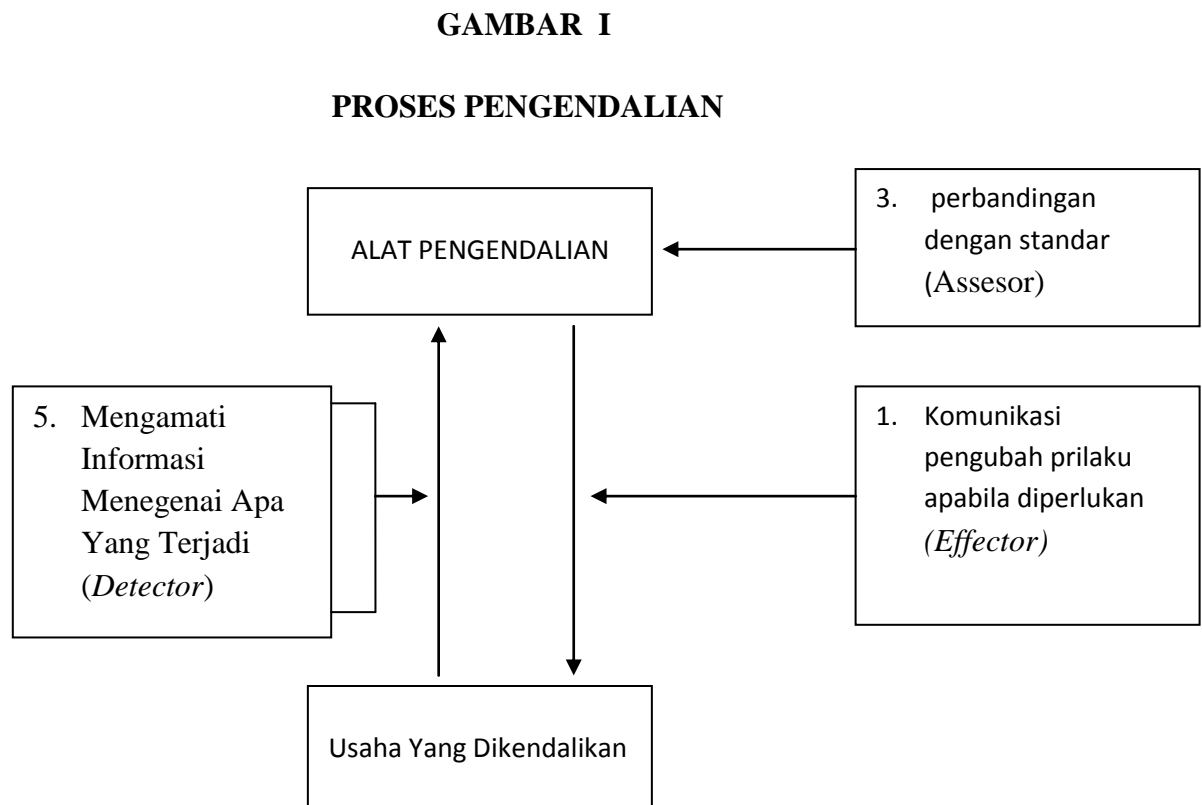 GAMBAR I
PROSES PENGENDALIAN
ALAT PENGENDALIAN
3. perbandingan
dengan standar
(Assesor)
5. Mengamati
Informasi
Menegenai Apa
Yang Terjadi
(Detector)
1. Komunikasi
pengubah prilaku
apabila diperlukan
(Effector)
Usaha Yang Dikendalikan